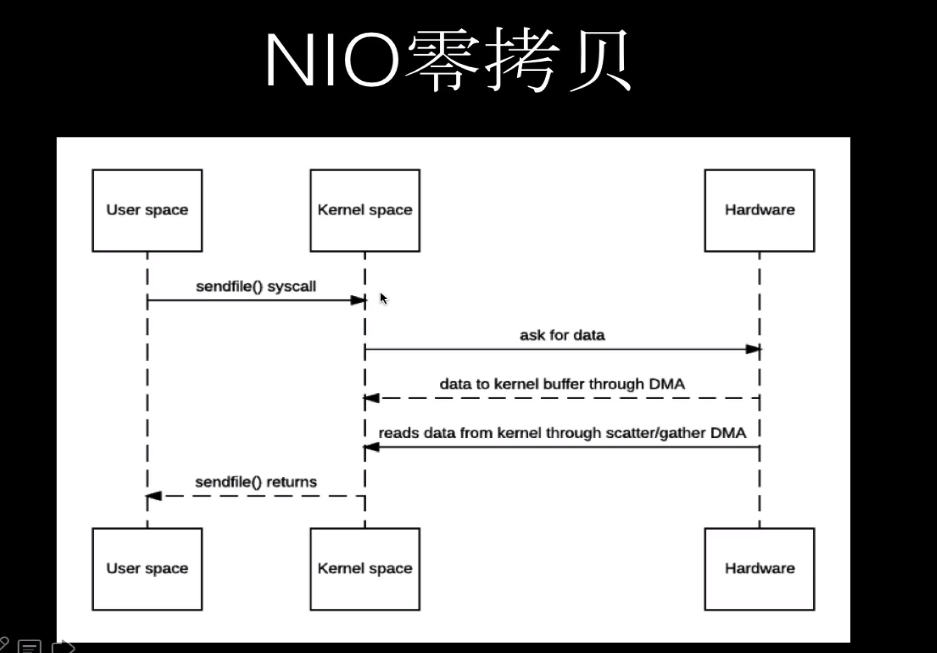 NIO零拷贝
User space
Kernel space
Hardware
sendfile() syscall
ask for data
data to kernel buffer through DMA
reads data from kernel through scatter/gather DMA
sendfile() returns
User space
Kernel space
Hardware